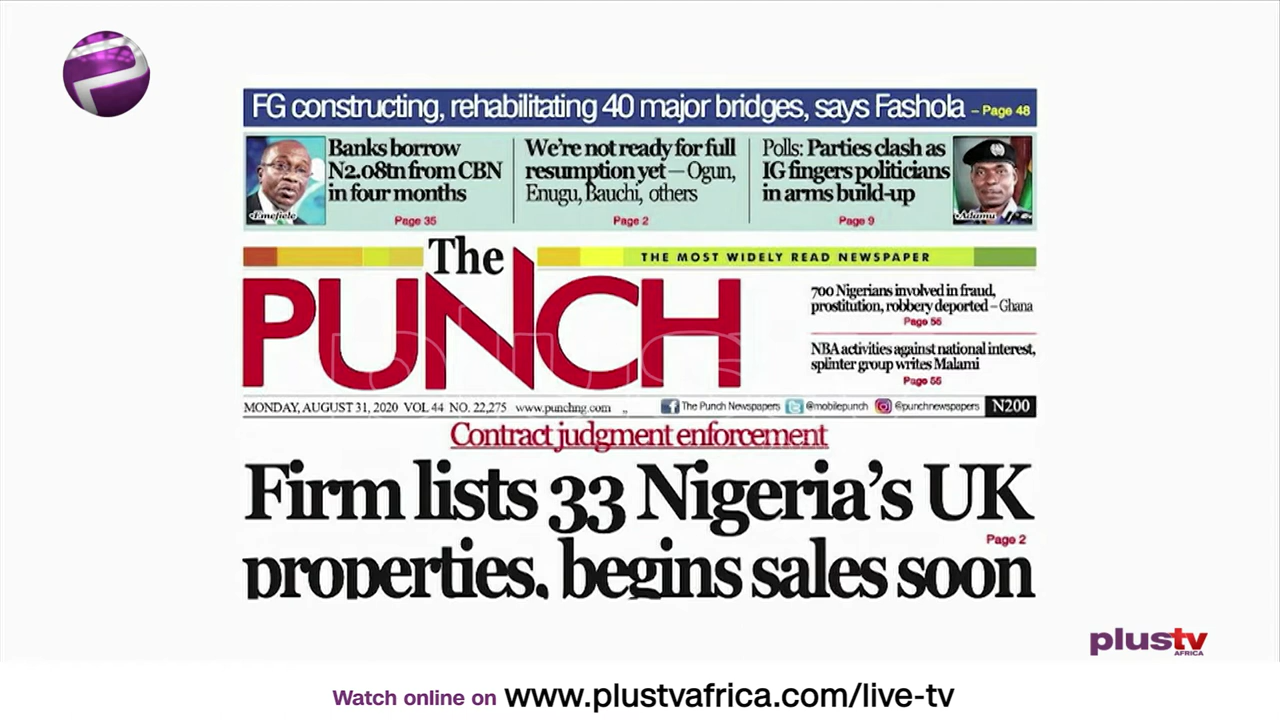 FG constructing, rehabilitating 40 major bridges, says Fashola – Page 48
Banks borrow
N2.08tn from CBN
in four months
Page 35
Emefiele
We're not ready for full
resumption yet — Ogun,
Enugu, Bauchi, others
Page 2
Polls: Parties clash as
IG fingers politicians
in arms build-up
Page 9
Adamu
The
PUNCH
THE MOST WIDELY READ NEWSPAPER
700 Nigerians involved in fraud,
prostitution, robbery deported – Ghana
Page 55
NBA activities against national interest,
splinter group writes Malami
Page 55
MONDAY, AUGUST 31, 2020 VOL 44 NO. 22,275 www.punchng.com ,, The Punch Newspapers @mobilepunch @punchnewspapers N200
Contract judgment enforcement
Firm lists 33 Nigeria's UK
Page 2
properties, begins sales soon
plus
plustv
AFRICA
Watch online on www.plustvafrica.com/live-tv